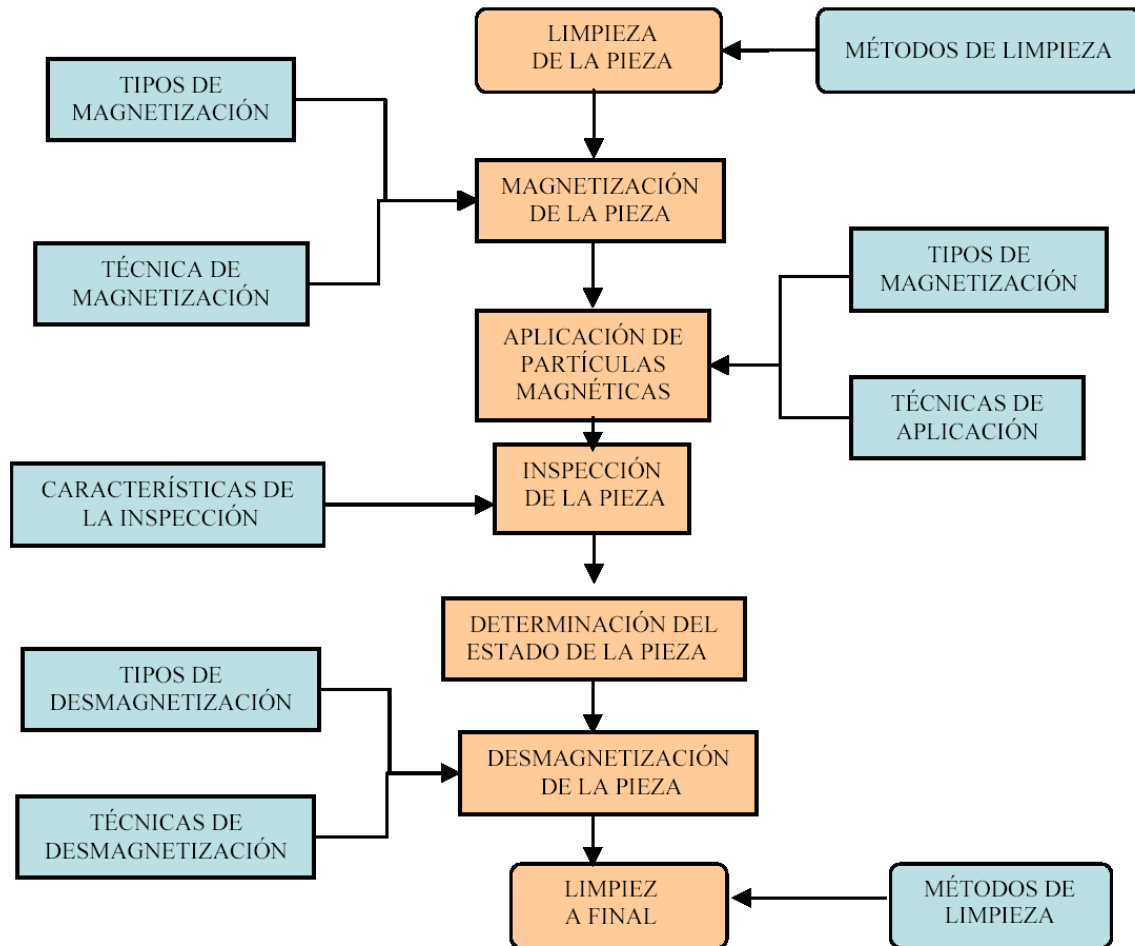 LIMPIEZA
DE LA PIEZA
MÉTODOS DE LIMPIEZA
TIPOS DE
MAGNETIZACIÓN
MAGNETIZACIÓN
DE LA PIEZA
TÉCNICA DE
MAGNETIZACIÓN
TIPOS DE
MAGNETIZACIÓN
APLICACIÓN DE
PARTÍCULAS
MAGNÉTICAS
TÉCNICAS DE
APLICACIÓN
INSPECCIÓN
DE LA PIEZA
CARACTERÍSTICAS DE
LA INSPECCIÓN
DETERMINACIÓN DEL
ESTADO DE LA PIEZA
TIPOS DE
DESMAGNETIZACIÓN
DESMAGNETIZACIÓN
DE LA PIEZA
TÉCNICAS DE
DESMAGNETIZACIÓN
LIMPIEZ
A FINAL
MÉTODOS DE
LIMPIEZA